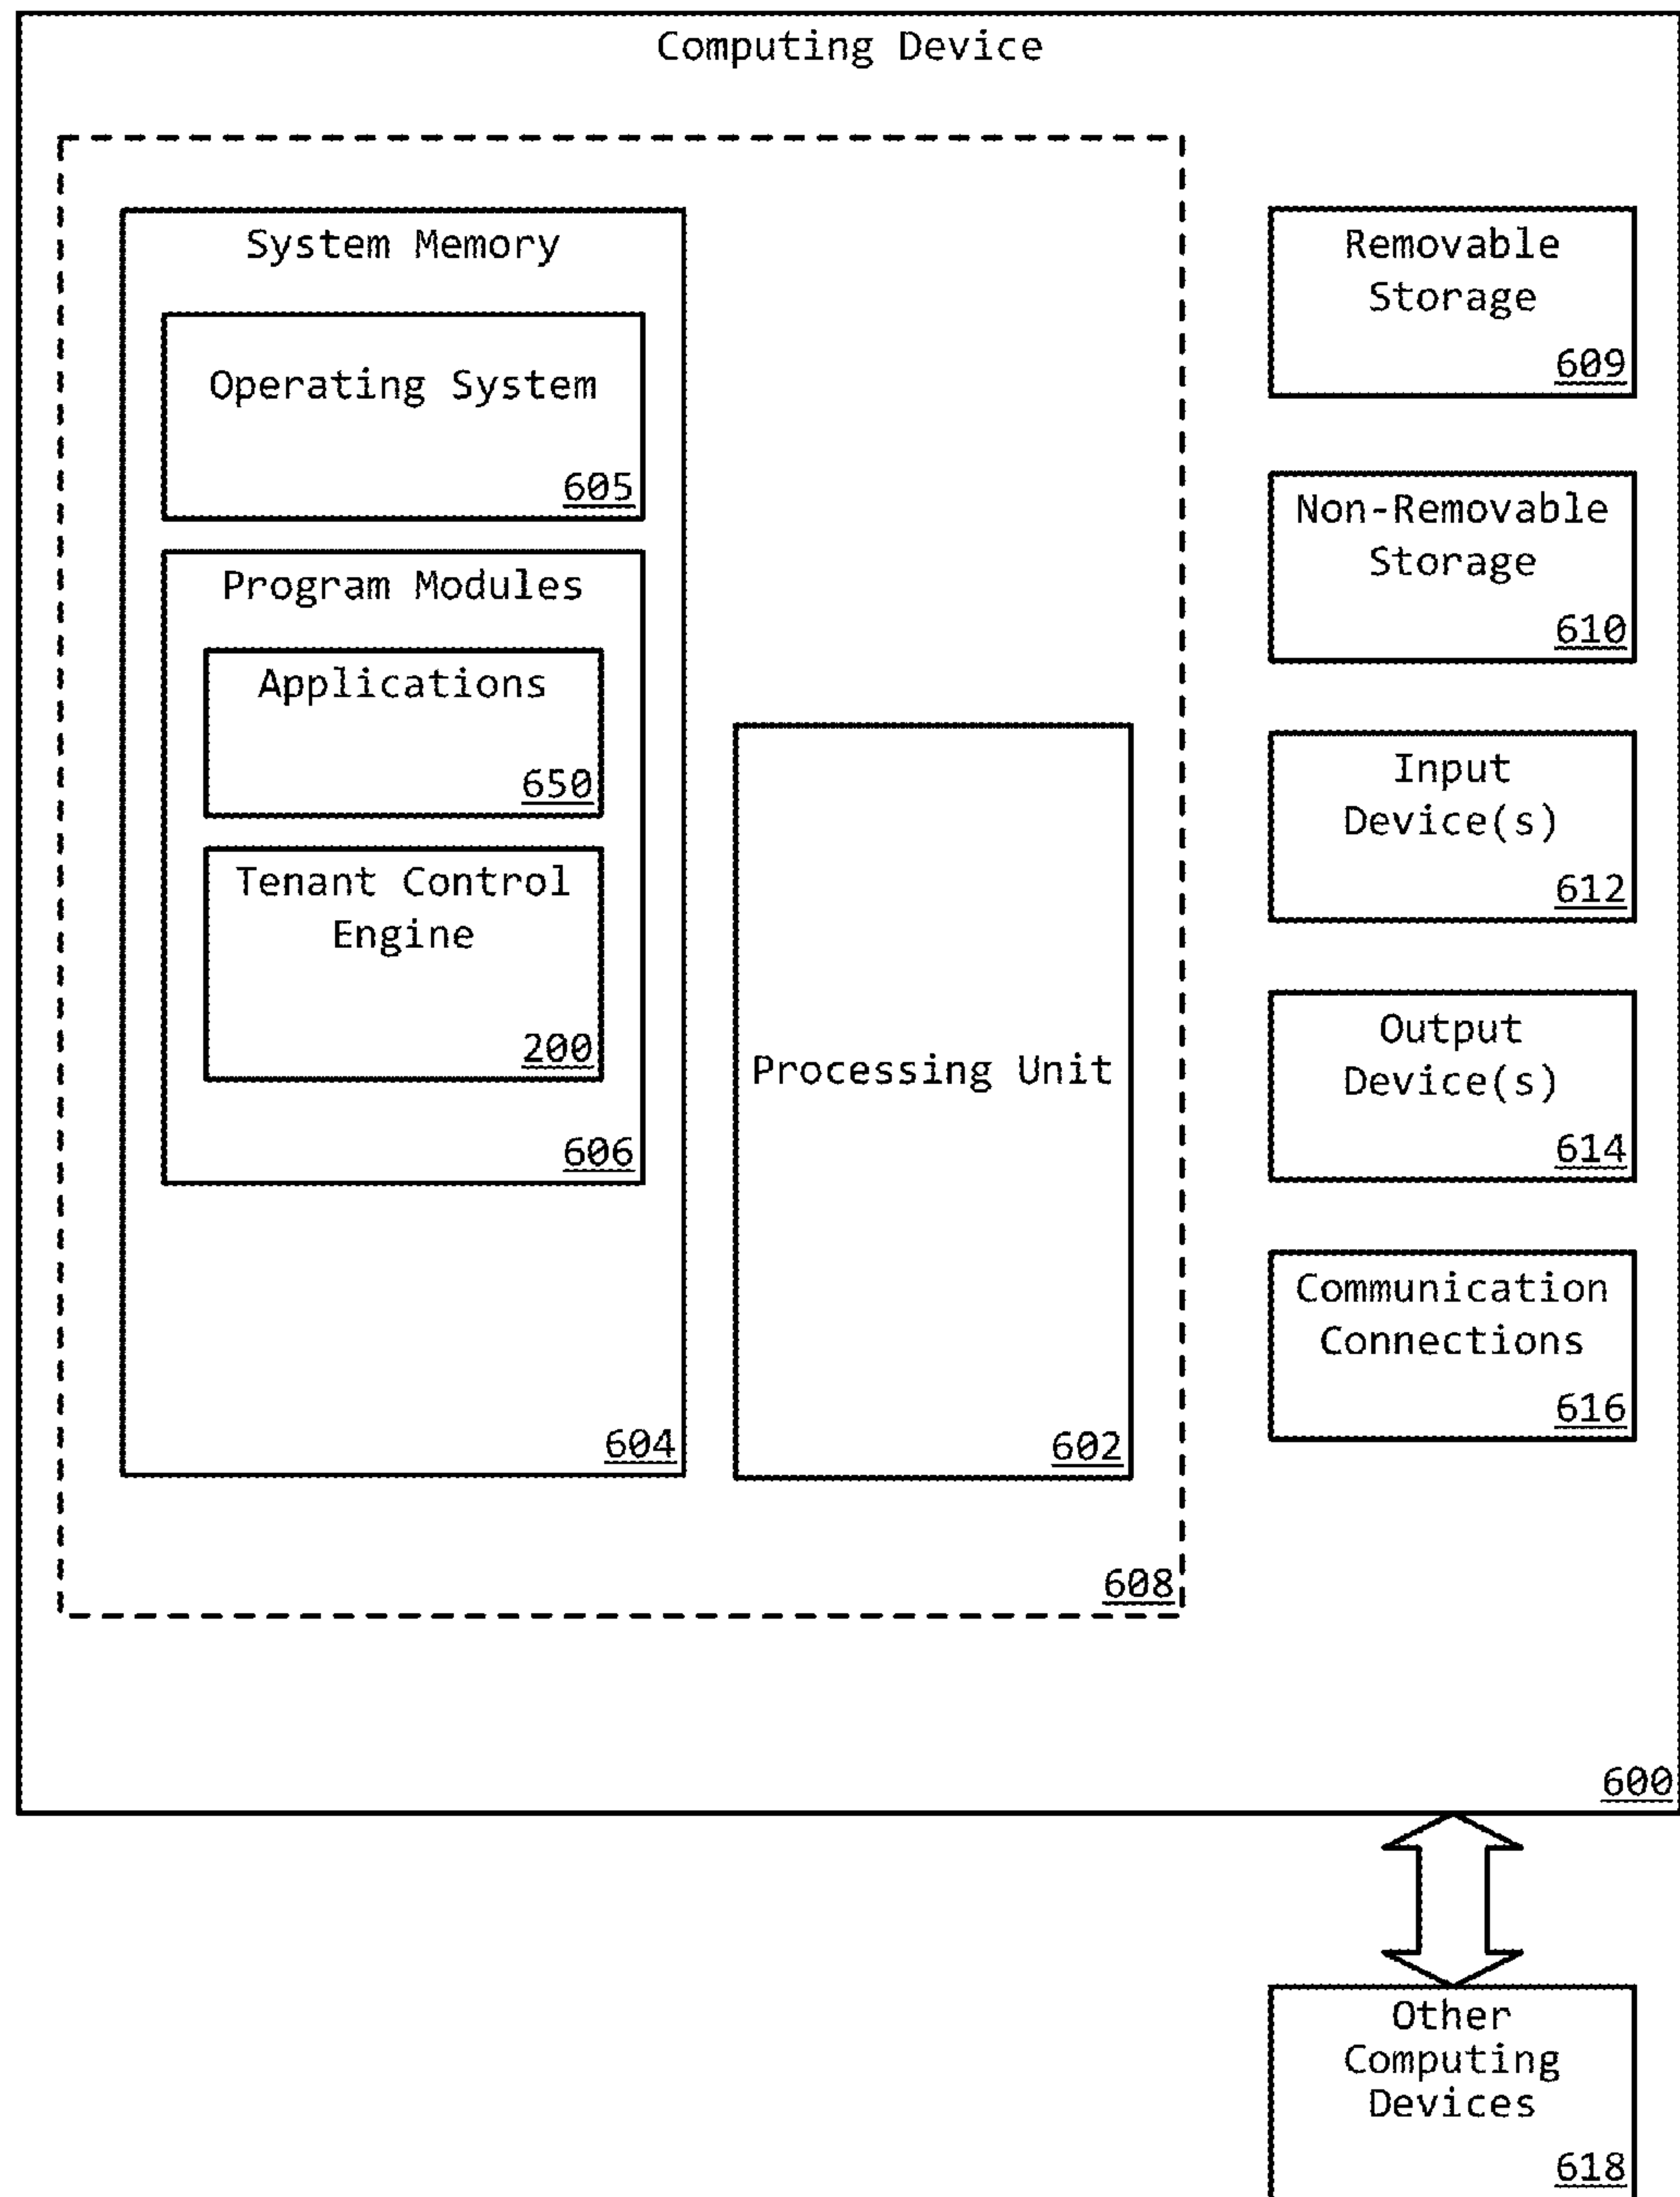 Computing Device
System Memory
Operating System
605
Program Modules
Applications
650
Tenant Control
Engine
200
606
604
Processing Unit
602
608
Removable
Storage
609
Non-Removable
Storage
610
Input
Device(s)
612
Output
Device(s)
614
Communication
Connections
616
600
Other
Computing
Devices
618